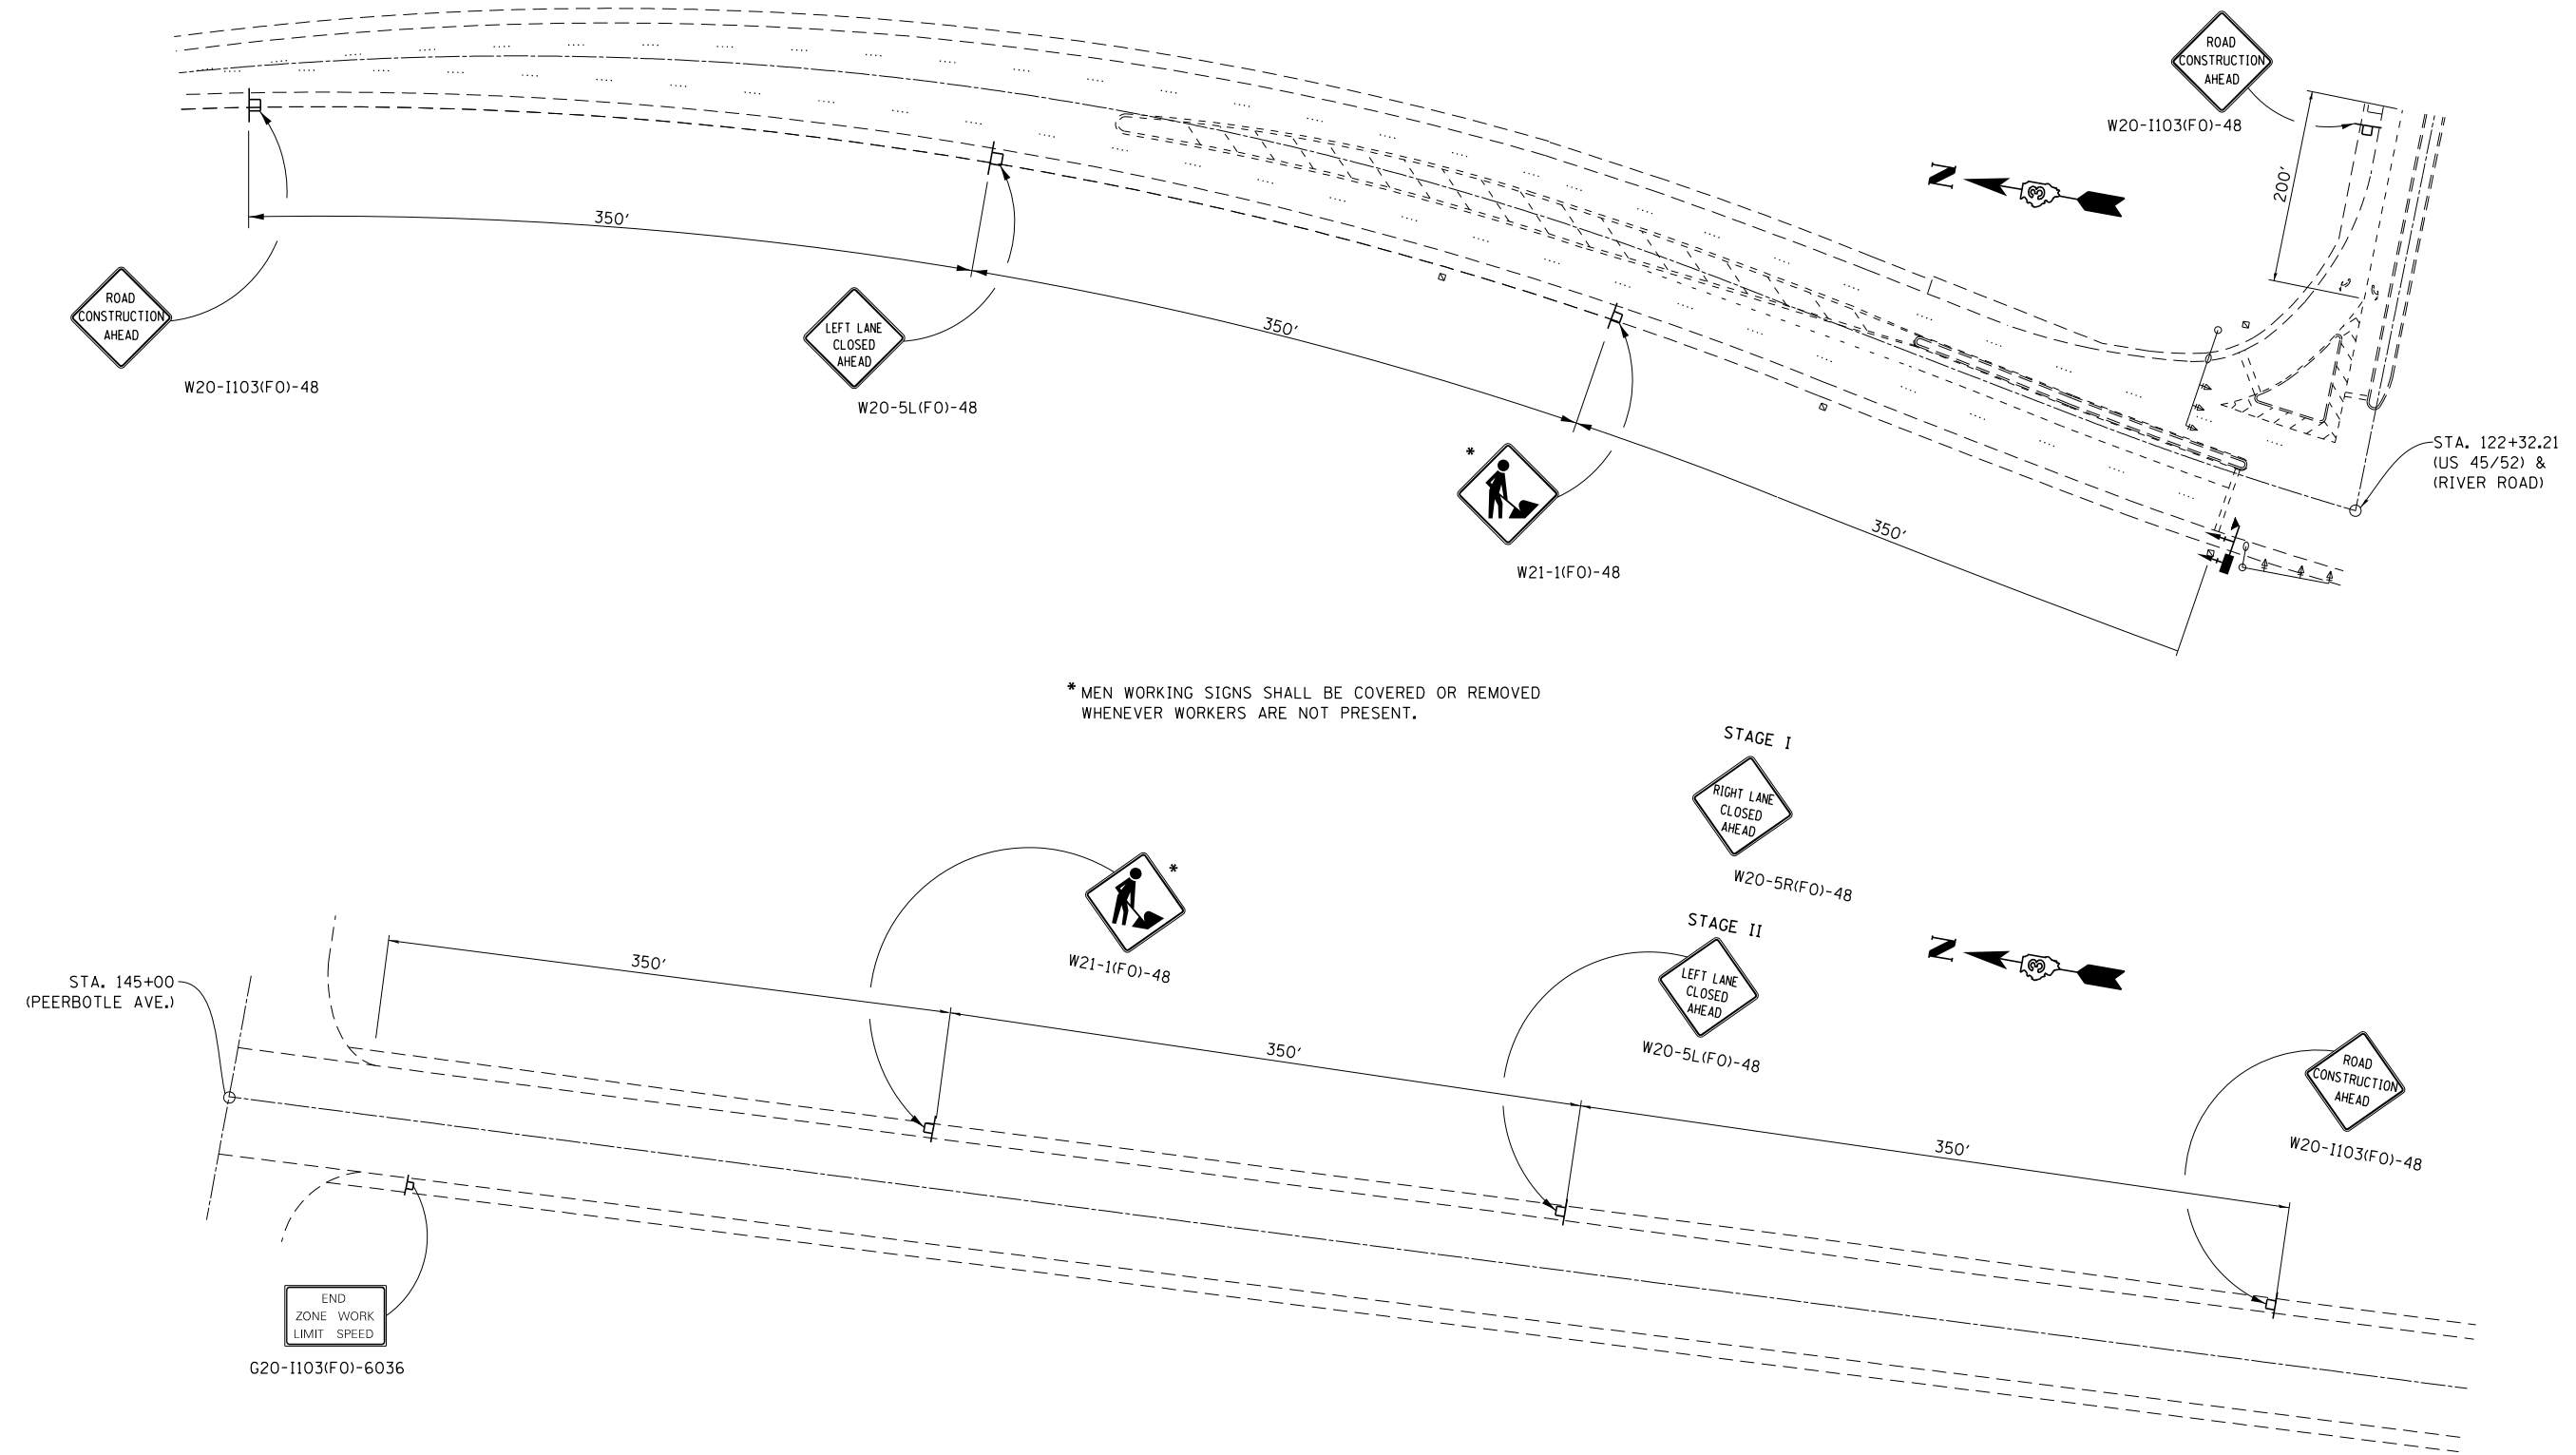 ROAD
CONSTRUCTION
AHEAD
W20-I103(FO)-48
200'
N
3
350'
ROAD
CONSTRUCTION
AHEAD
W20-I103(FO)-48
LEFT LANE
CLOSED
AHEAD
W20-5L(FO)-48
350'
*
W21-1(FO)-48
350'
STA. 122+32.21
(US 45/52) &
(RIVER ROAD)
* MEN WORKING SIGNS SHALL BE COVERED OR REMOVED
WHENEVER WORKERS ARE NOT PRESENT.
STAGE I
RIGHT LANE
CLOSED
AHEAD
W20-5R(FO)-48
STAGE II
LEFT LANE
CLOSED
AHEAD
W20-5L(FO)-48
N
3
*
W21-1(FO)-48
350'
STA. 145+00
(PEERBOTLE AVE.)
350'
350'
ROAD
CONSTRUCTION
AHEAD
W20-I103(FO)-48
END
ZONE WORK
LIMIT SPEED
G20-I103(FO)-6036